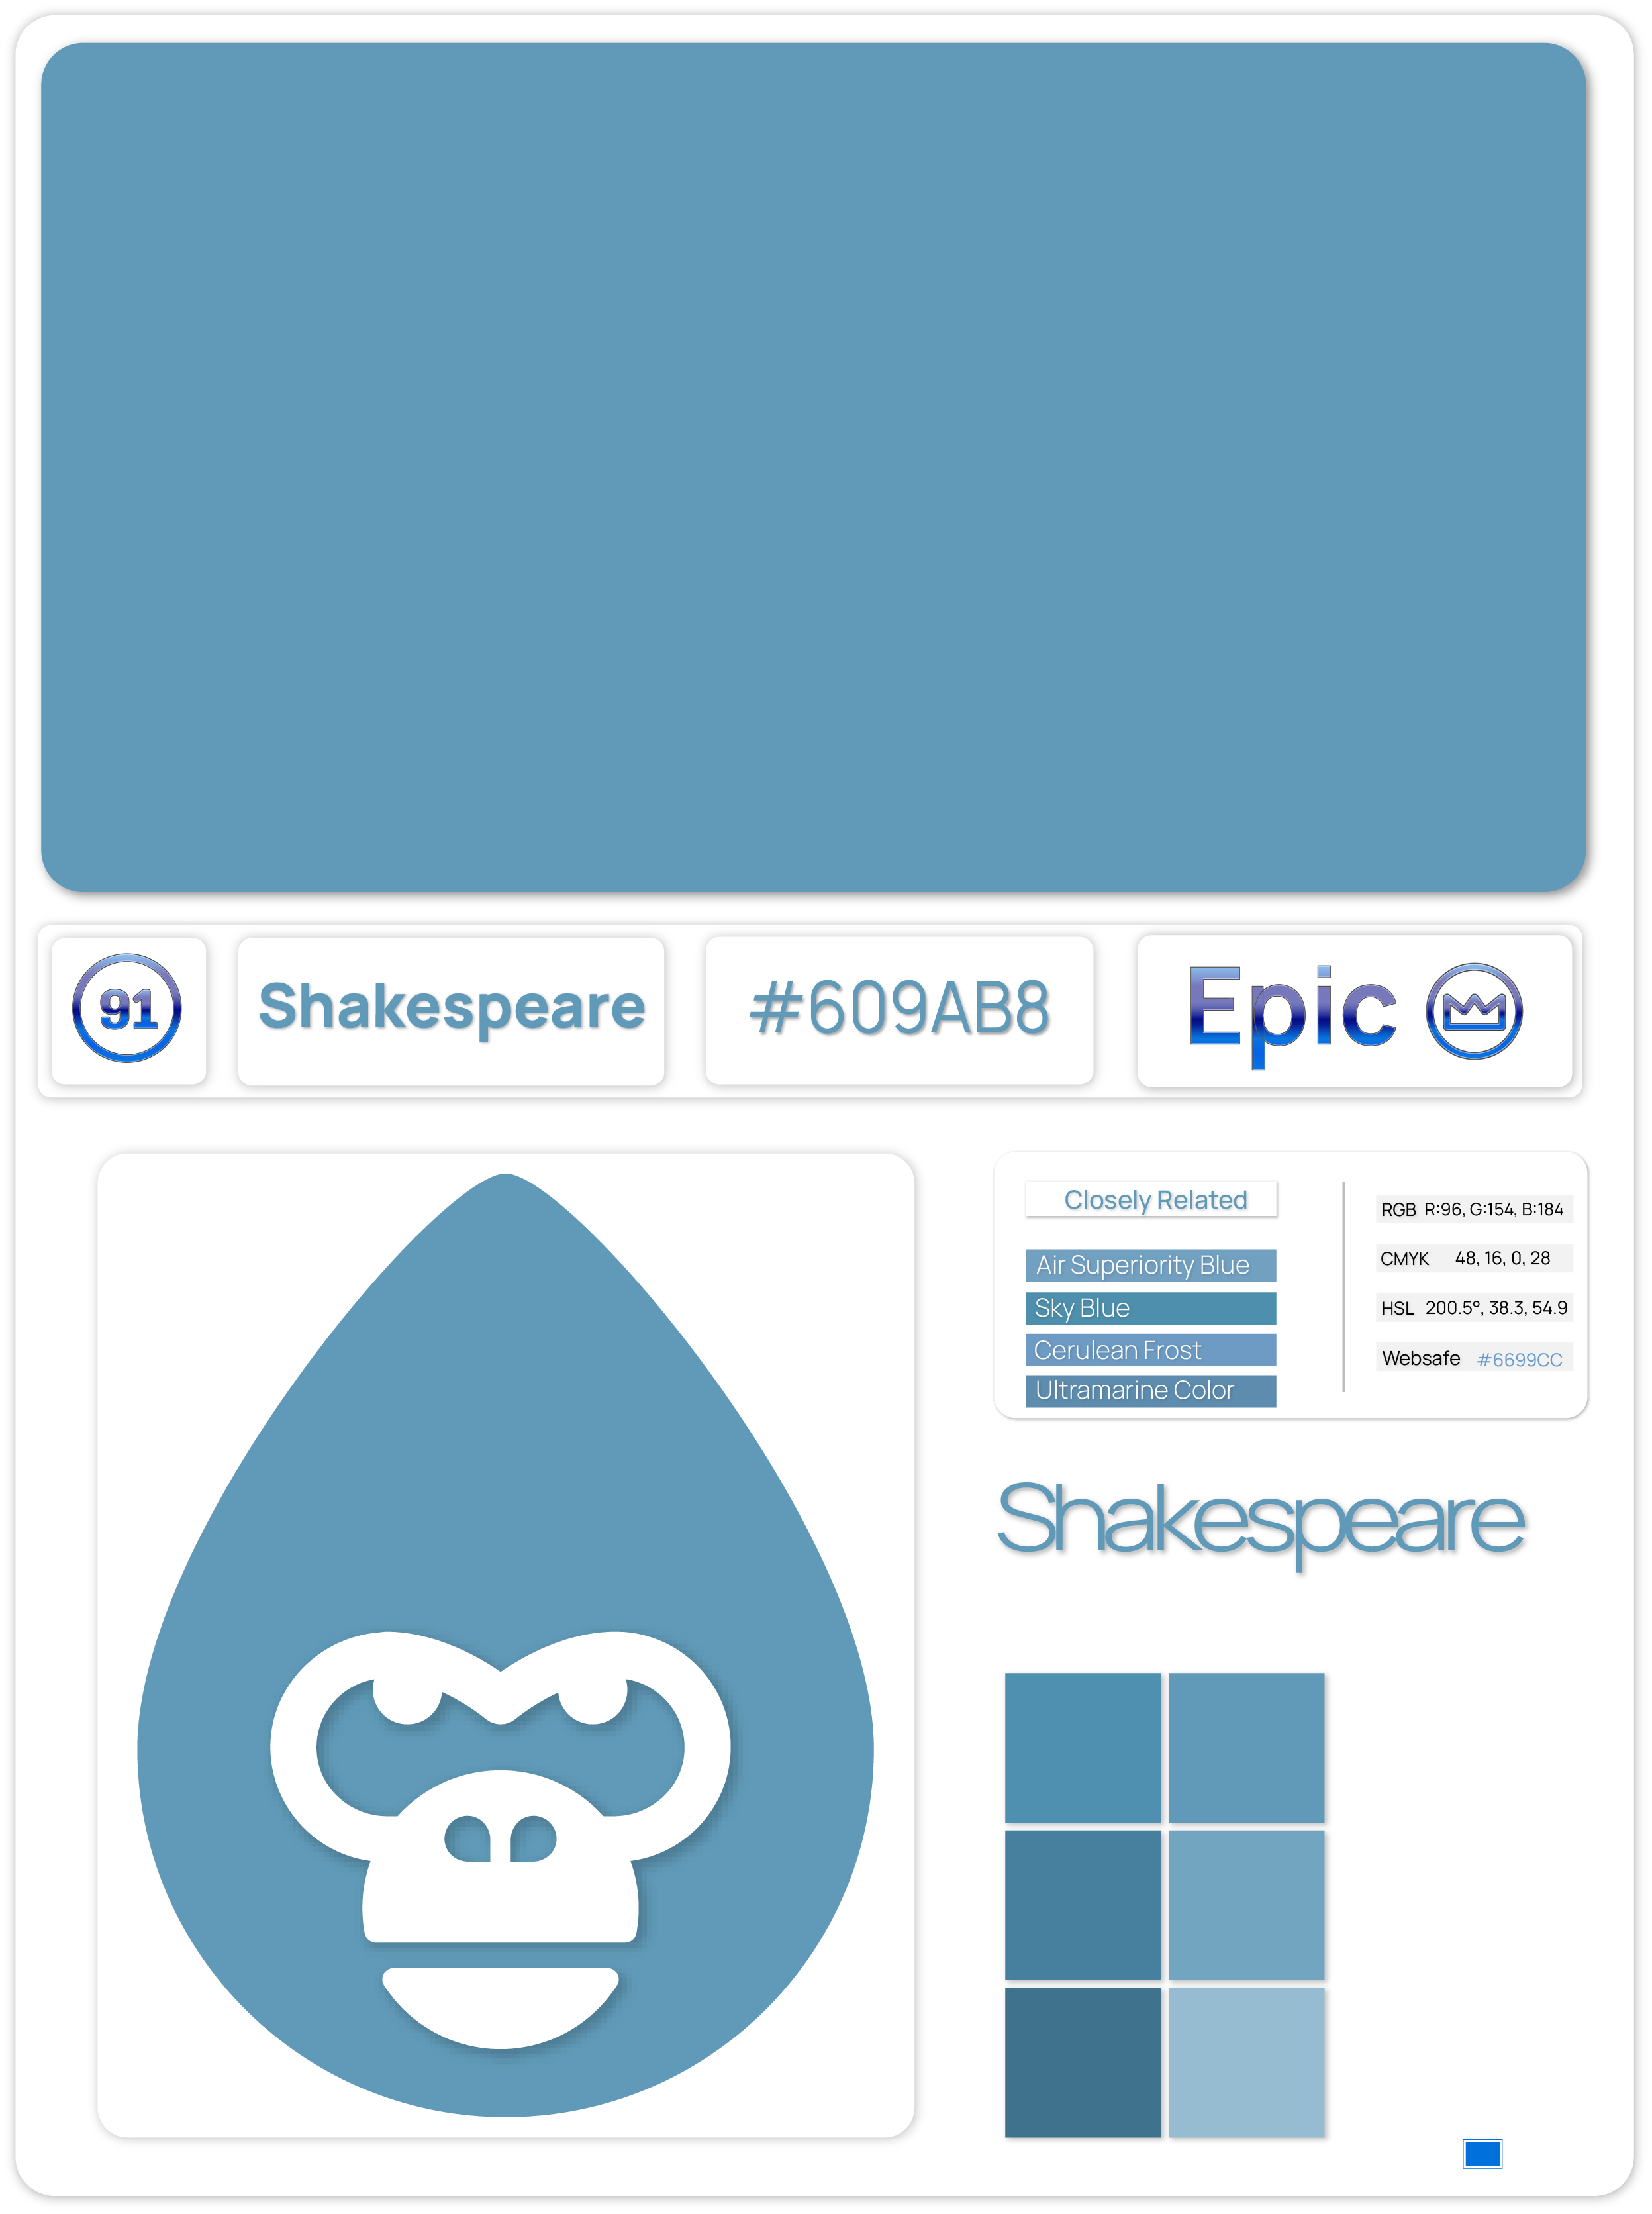 91
Shakespeare
#609AB8
Epic
Closely Related
Air Superiority Blue
Sky Blue
Cerulean Frost
Ultramarine Color
RGB R:96, G:154, B:184
CMYK 48, 16, 0, 28
HSL 200.5°, 38.3, 54.9
Websafe #6699CC
Shakespeare